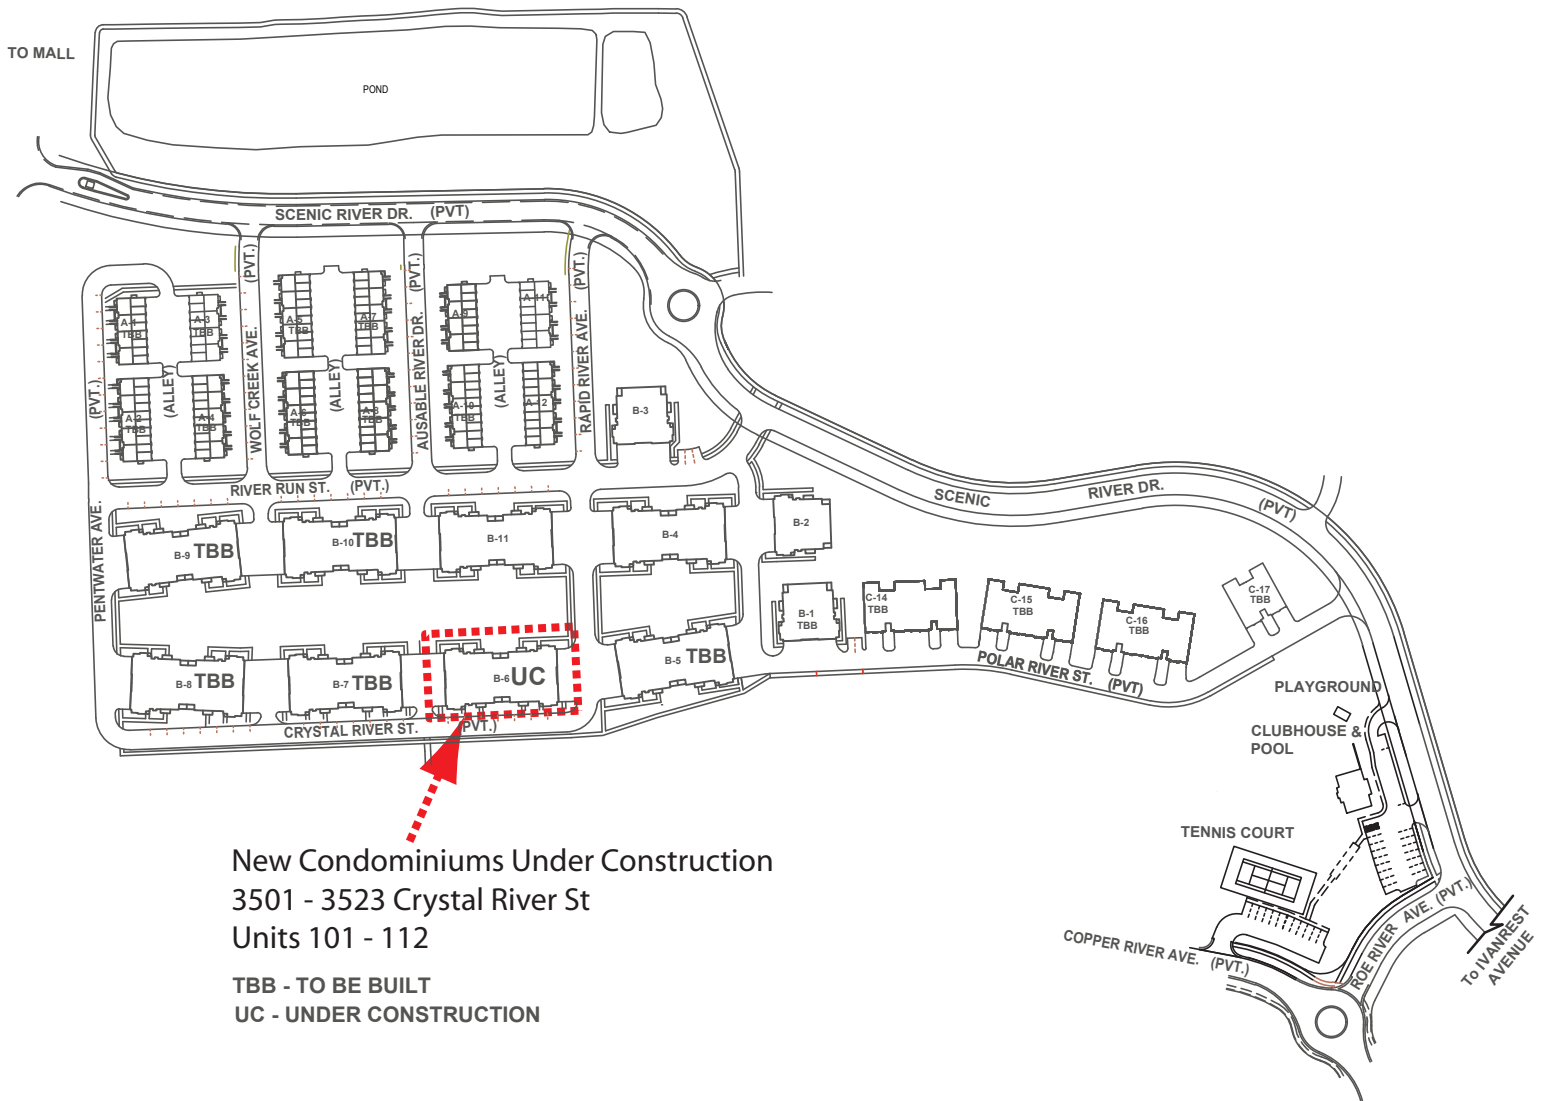 TO MALL
POND
SCENIC RIVER DR. (PVT)
(PVT.)
(PVT.)
(PVT.)
A-1
TBB
A-3
TBB
A-5
TBB
A-7
TBB
A-9
A-11
WOLF CREEK AVE.
AUSABLE RIVER DR.
RAPID RIVER AVE.
(PVT.)
(ALLEY)
(ALLEY)
(ALLEY)
A-2
TBB
A-4
TBB
A-6
TBB
A-8
TBB
A-10
TBB
A-12
B-3
RIVER RUN ST. (PVT.)
SCENIC RIVER DR. (PVT)
PENTWATER AVE.
B-9 TBB
B-10 TBB
B-11
B-4
B-2
B-1
TBB
C-14
TBB
C-15
TBB
C-16
TBB
C-17
TBB
B-8 TBB
B-7 TBB
B-6 UC
B-5 TBB
POLAR RIVER ST. (PVT)
CRYSTAL RIVER ST. (PVT.)
PLAYGROUND
CLUBHOUSE &
POOL
TENNIS COURT
New Condominiums Under Construction
3501 - 3523 Crystal River St
Units 101 - 112
TBB - TO BE BUILT
UC - UNDER CONSTRUCTION
COPPER RIVER AVE. (PVT.)
ROE RIVER AVE. (PVT.)
To IVANREST
AVENUE